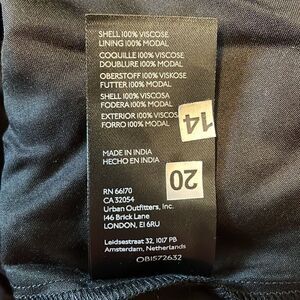 SHELL 100% VISCOSE
LINING 100% MODAL
COQUILLE 100% VISCOSE
DOUBLURE 100% MODAL
OBERSTOFF 100% VISKOSE
FUTTER 100% MODAL
SHELL 100% VISCOSA
FODERA 100% MODAL
EXTERIOR 100% VISCOS
FORRO 100% MODAL
14
MADE IN INDIA
HECHO EN INDIA
20
RN 66170
CA 32054
Urban Outfitters, Inc.
146 Brick Lane
LONDON, E1 6RU
Leidsestraat 32, 1017 PB
Amsterdam, Netherlands
OB1572632